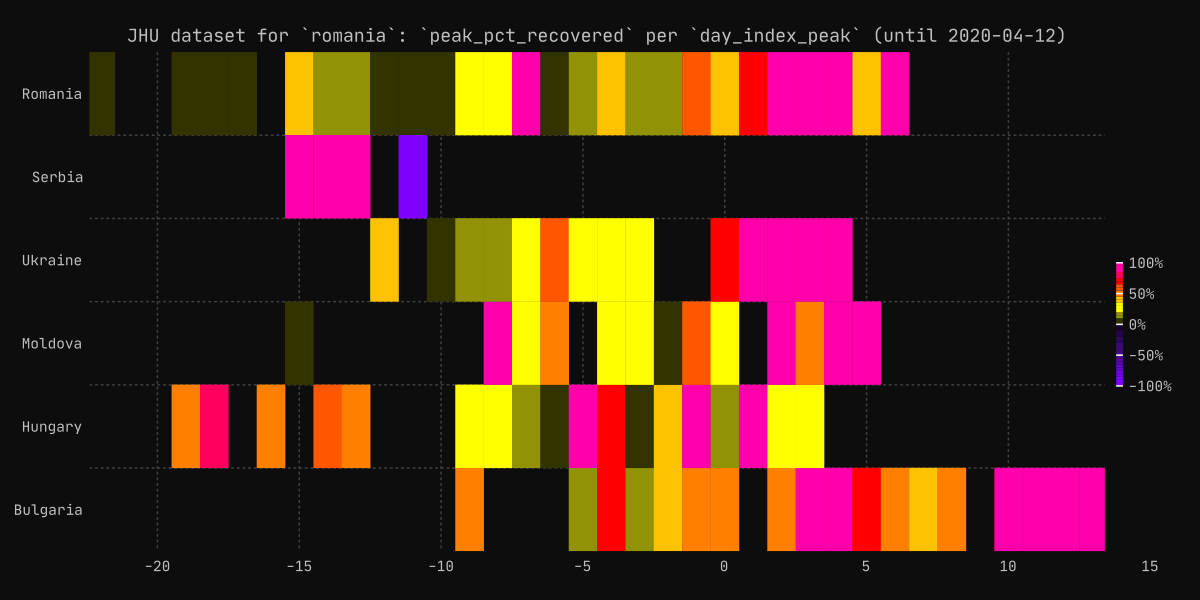 JHU dataset for `romania`: `peak_pct_recovered` per `day_index_peak` (until 2020-04-12)
Romania
Serbia
Ukraine
Moldova
Hungary
Bulgaria
100%
50%
0%
-50%
-100%
-20 -15 -10 -5 0 5 10 15